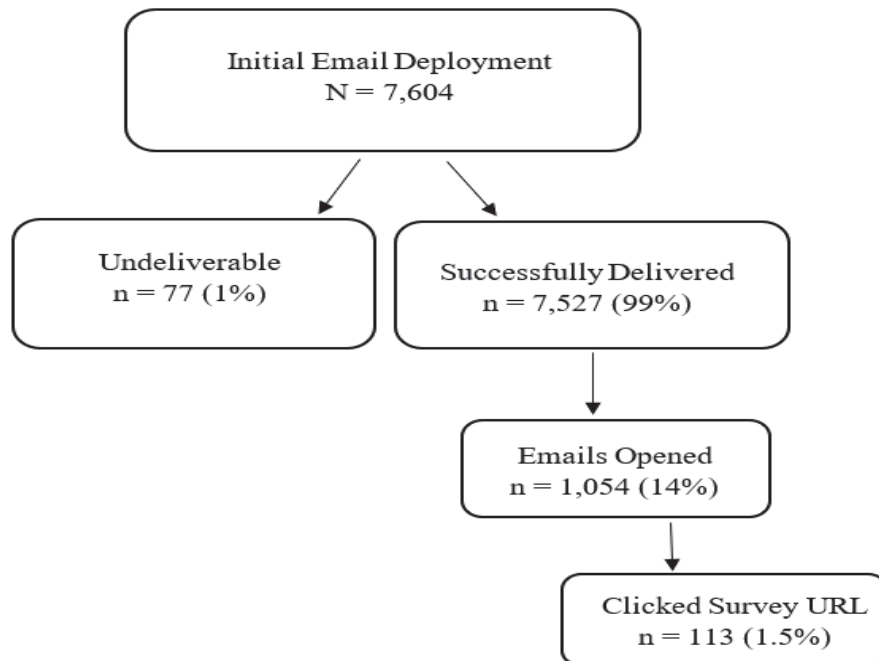 Initial Email Deployment
N = 7,604
Undeliverable
n = 77 (1%)
Successfully Delivered
n = 7,527 (99%)
Emails Opened
n = 1,054 (14%)
Clicked Survey URL
n = 113 (1.5%)